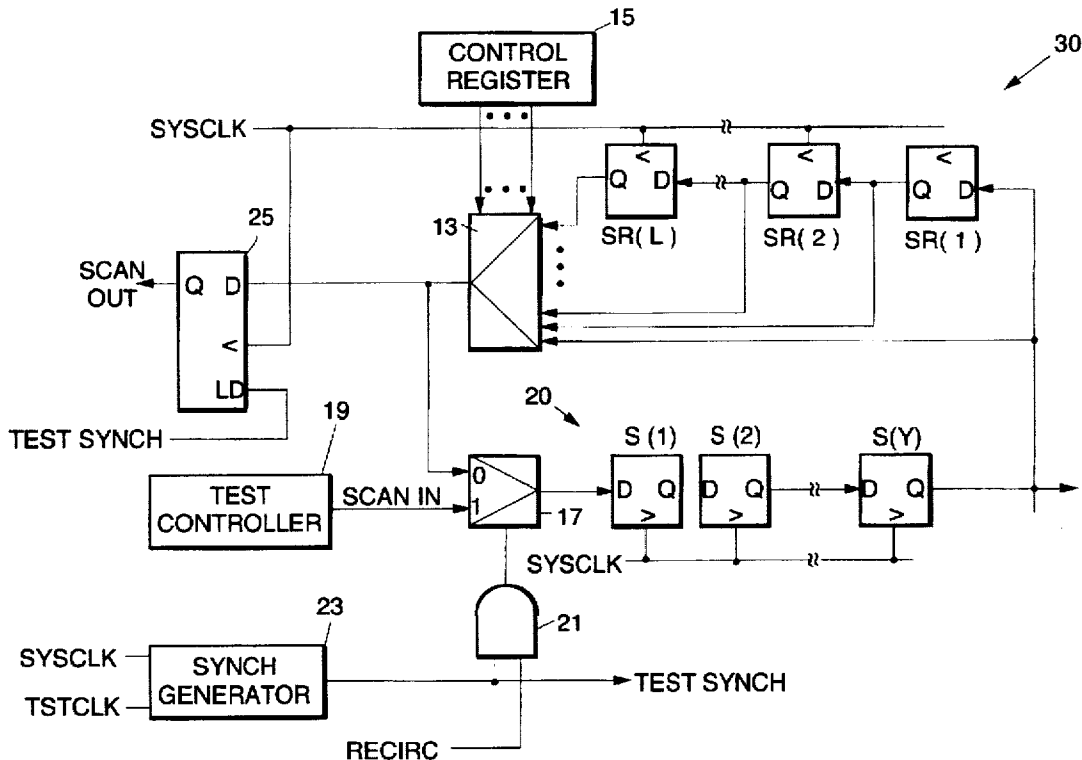 15
CONTROL
REGISTER
30
SYSCLK
Q D
SR( L )
Q D
SR( 2 )
Q D
SR( 1 )
13
25
SCAN
OUT
Q D
LD
TEST SYNCH
19
TEST
CONTROLLER
SCAN IN
0
1
17
20
S (1)
D Q
S (2)
D Q
S(Y)
D Q
SYSCLK
21
23
SYSCLK
TSTCLK
SYNCH
GENERATOR
TEST SYNCH
RECIRC